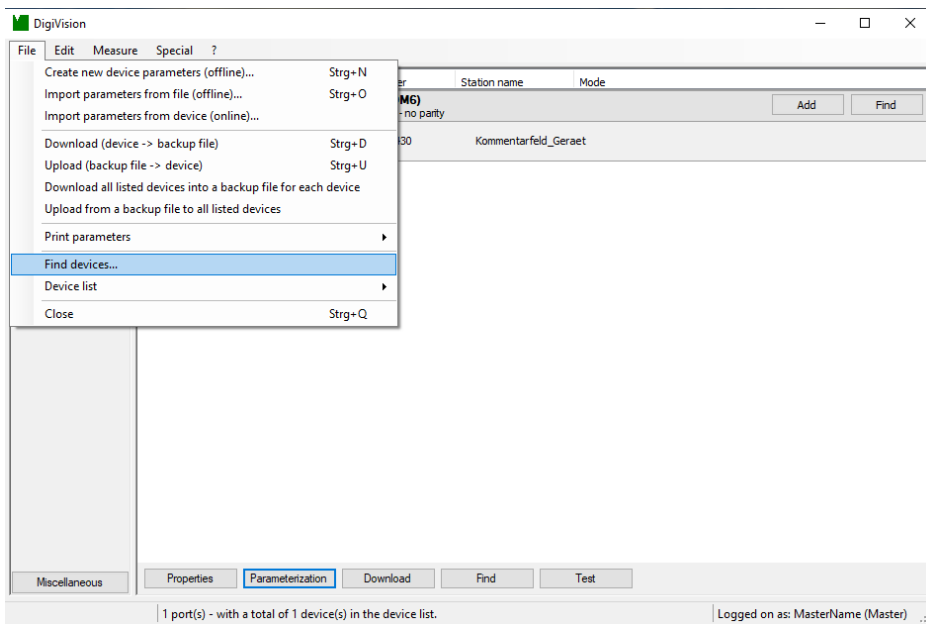 DigiVision
File Edit Measure Special ?
Create new device parameters (offline)... Strg+N
Import parameters from file (offline)... Strg+O
Import parameters from device (online)...
Download (device -> backup file) Strg+D
Upload (backup file -> device) Strg+U
Download all listed devices into a backup file for each device
Upload from a backup file to all listed devices
Print parameters
Find devices...
Device list
Close Strg+Q
Station name Mode
M6)
- no parity
Add Find
30 Kommentarfeld_Geraet
Miscellaneous
Properties Parameterization Download Find Test
1 port(s) - with a total of 1 device(s) in the device list.
Logged on as: MasterName (Master)